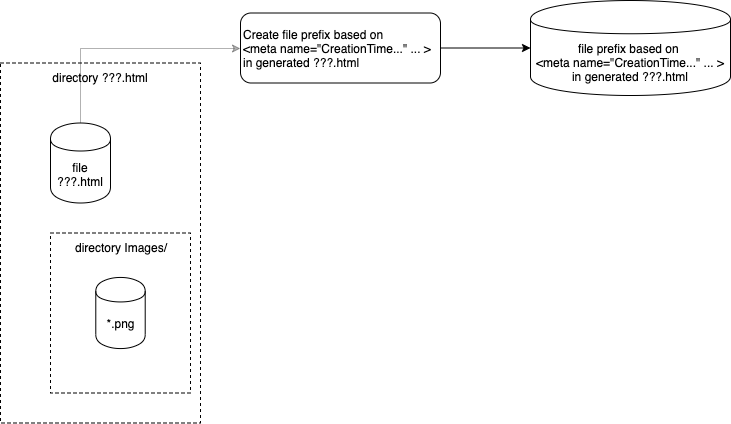 Create file prefix based on
<meta name="CreationTime..." ... >
in generated ???.html
file prefix based on
<meta name="CreationTime..." ... >
in generated ???.html
directory ???.html
file
???.html
directory Images/
*.png